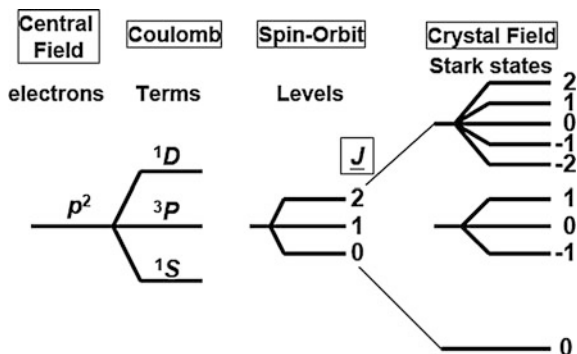 Central Field
Coulomb
Spin-Orbit
Crystal Field
electrons
Terms
Levels
Stark states
p²
¹D
³P
¹S
J
2
1
0
2
1
0
-1
-2
1
0
-1
0